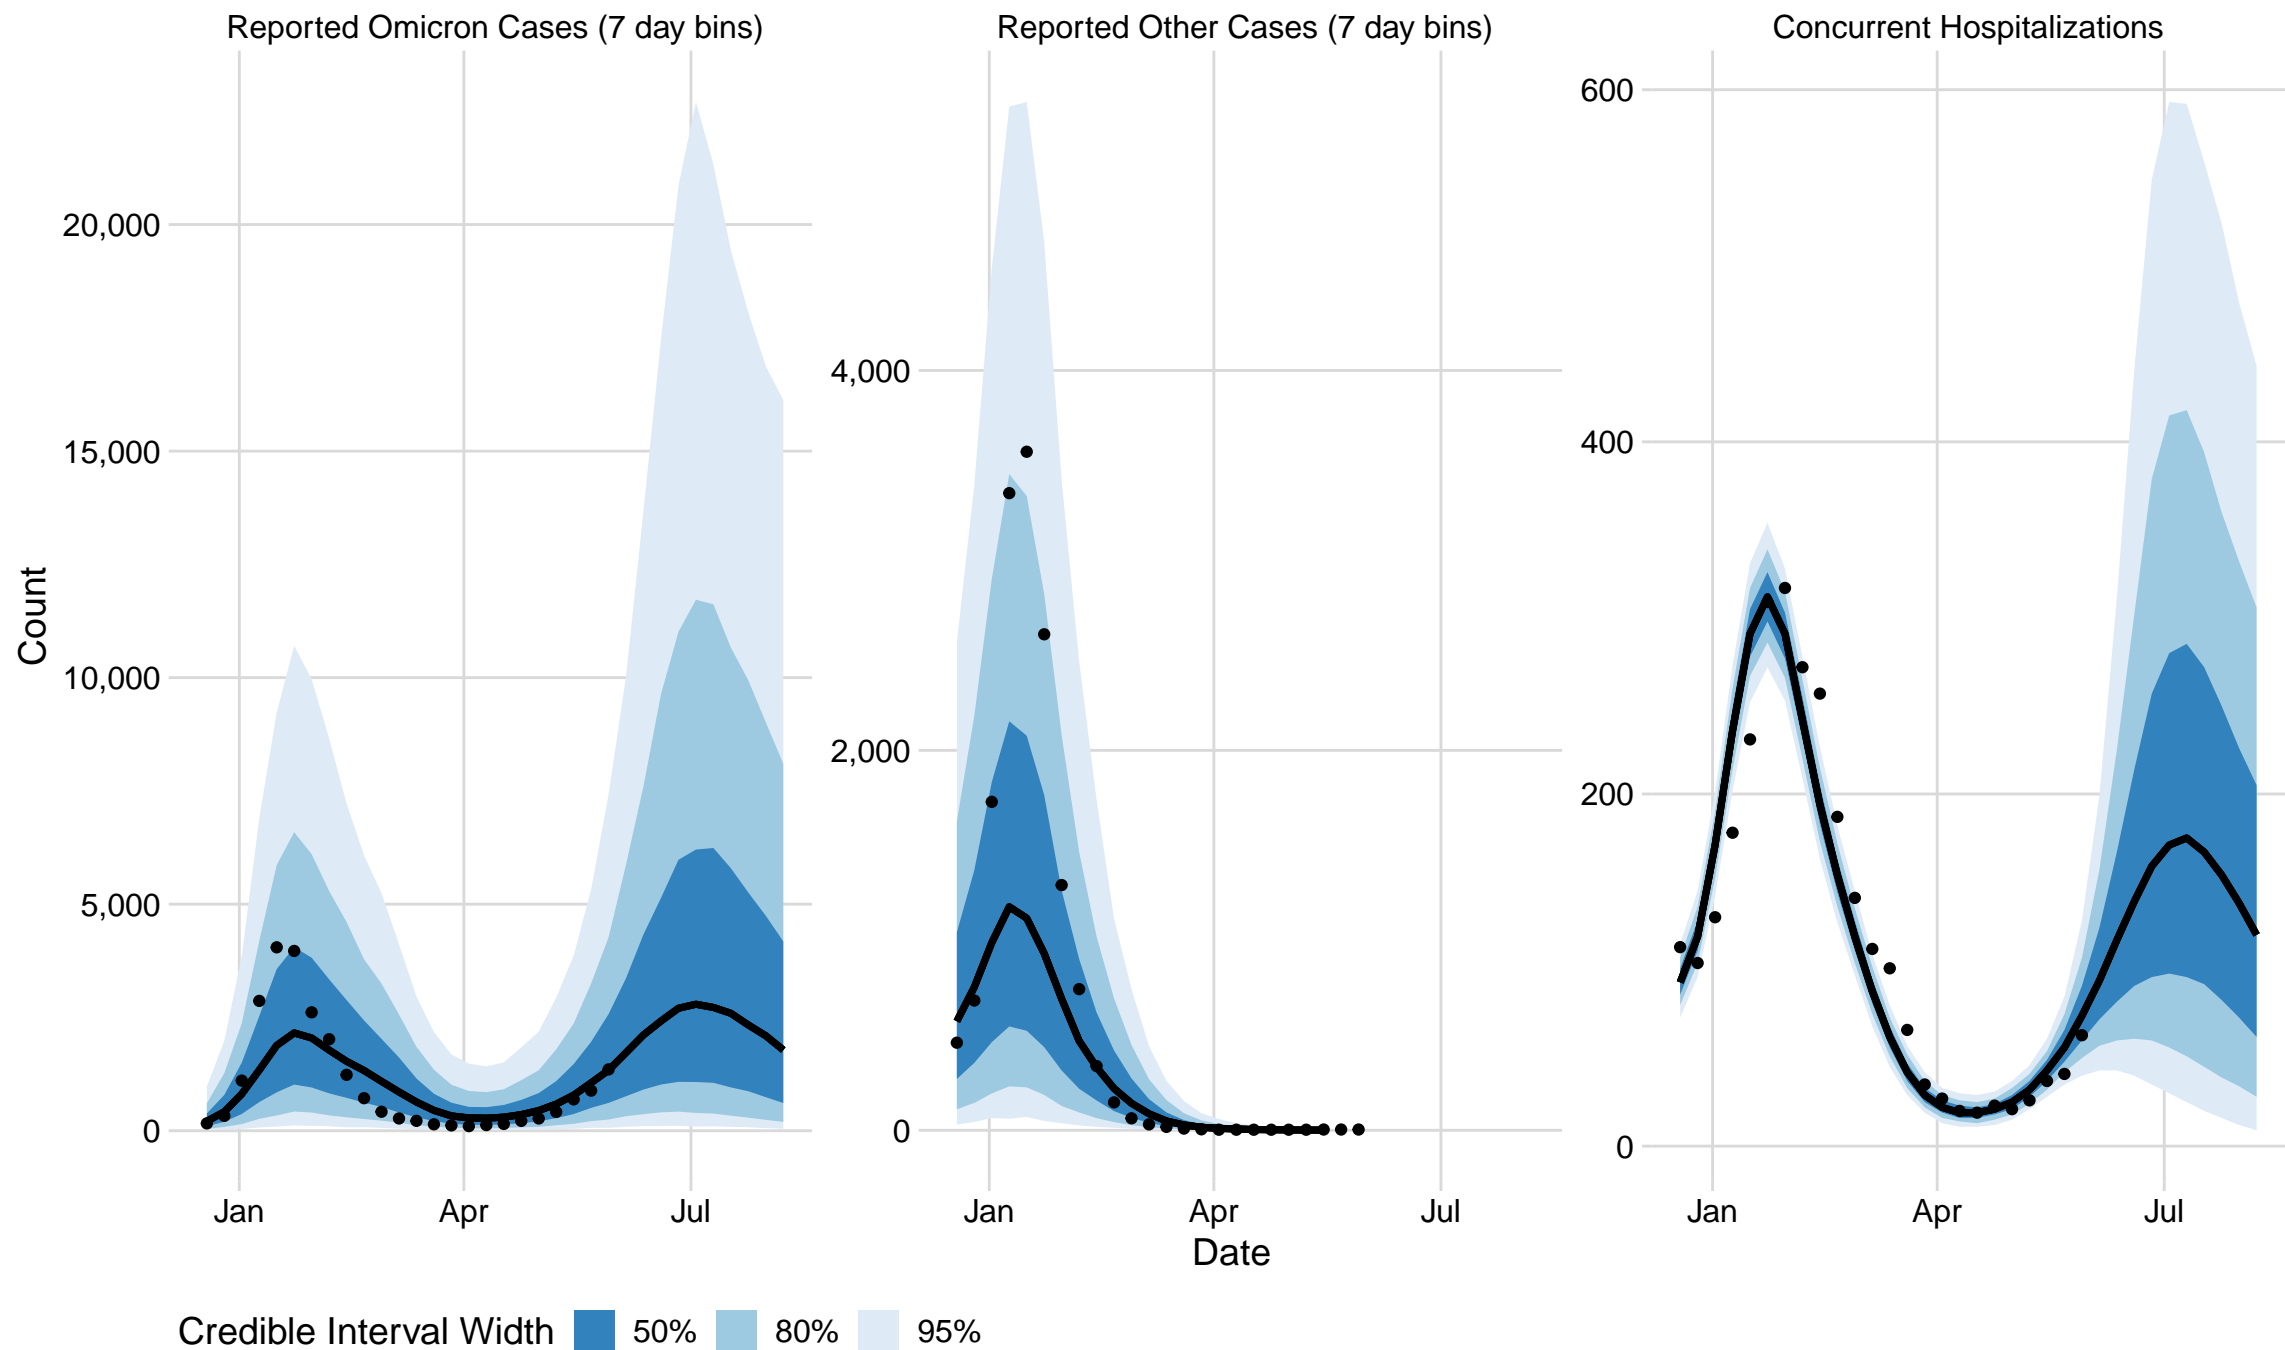 Reported Omicron Cases (7 day bins)
Reported Other Cases (7 day bins)
Concurrent Hospitalizations
Count
20,000
15,000
10,000
5,000
0
4,000
2,000
0
600
400
200
0
Jan
Apr
Jul
Jan
Apr
Jul
Jan
Apr
Jul
Date
Credible Interval Width
50%
80%
95%